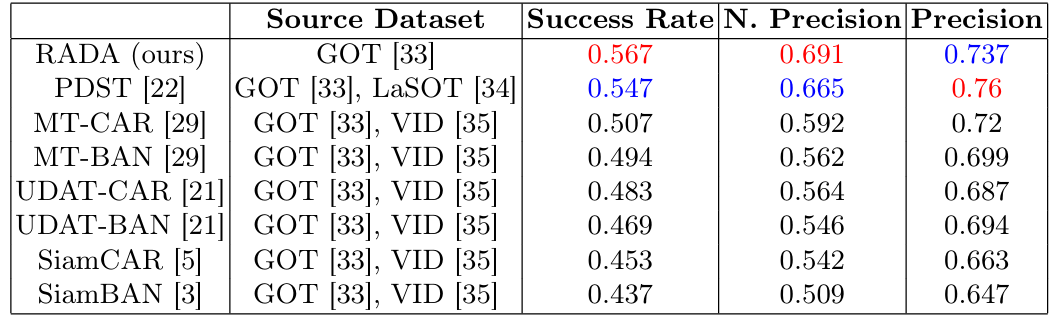 Source Dataset Success Rate N. Precision Precision
RADA (ours) GOT [33] 0.567 0.691 0.737
PDST [22] GOT [33], LaSOT [34] 0.547 0.665 0.76
MT-CAR [29] GOT [33], VID [35] 0.507 0.592 0.72
MT-BAN [29] GOT [33], VID [35] 0.494 0.562 0.699
UDAT-CAR [21] GOT [33], VID [35] 0.483 0.564 0.687
UDAT-BAN [21] GOT [33], VID [35] 0.469 0.546 0.694
SiamCAR [5] GOT [33], VID [35] 0.453 0.542 0.663
SiamBAN [3] GOT [33], VID [35] 0.437 0.509 0.647